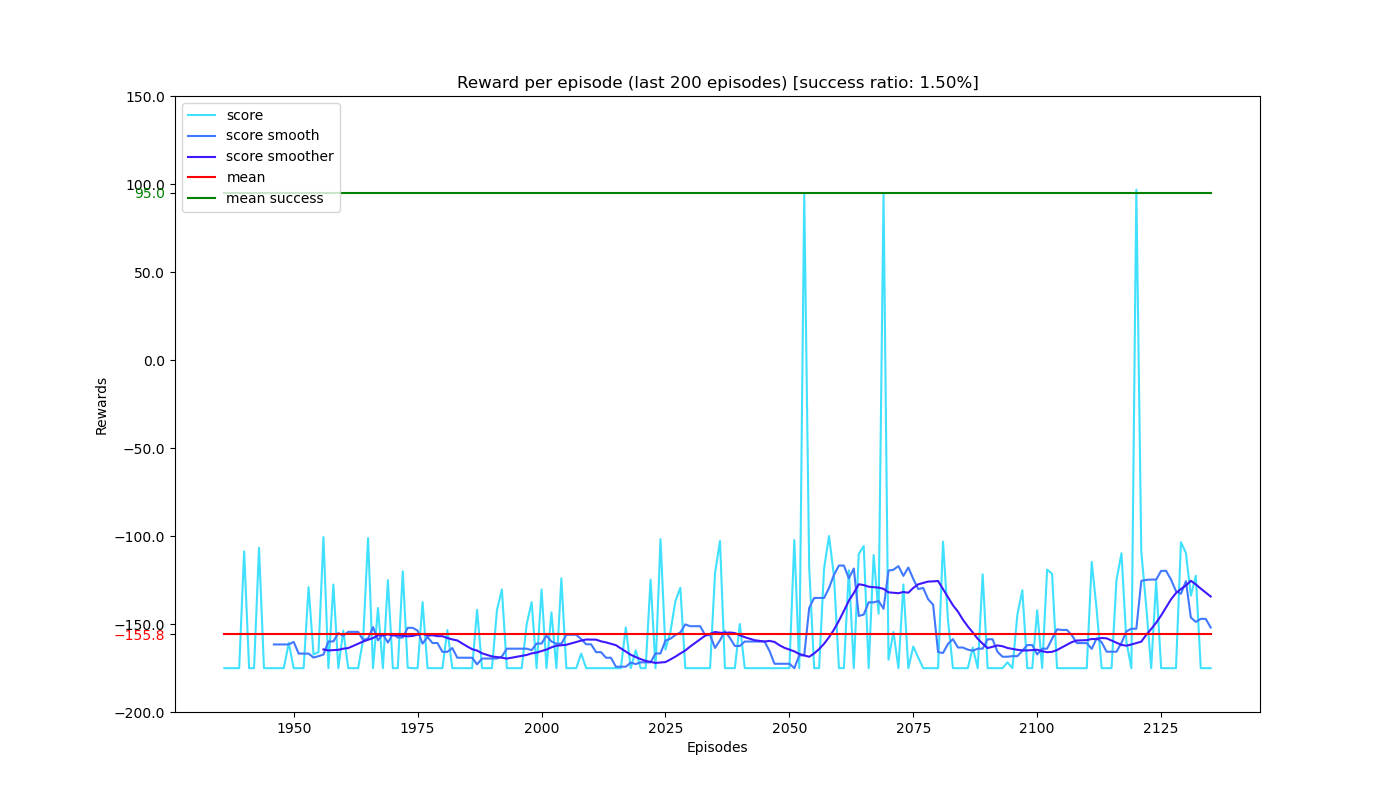 Reward per episode (last 200 episodes) [success ratio: 1.50%]
150.0
100.0
95.0
50.0
0.0
−50.0
−100.0
−150.0
−155.8
−200.0
Rewards
score
score smooth
score smoother
mean
mean success
1950
1975
2000
2025
2050
2075
2100
2125
Episodes